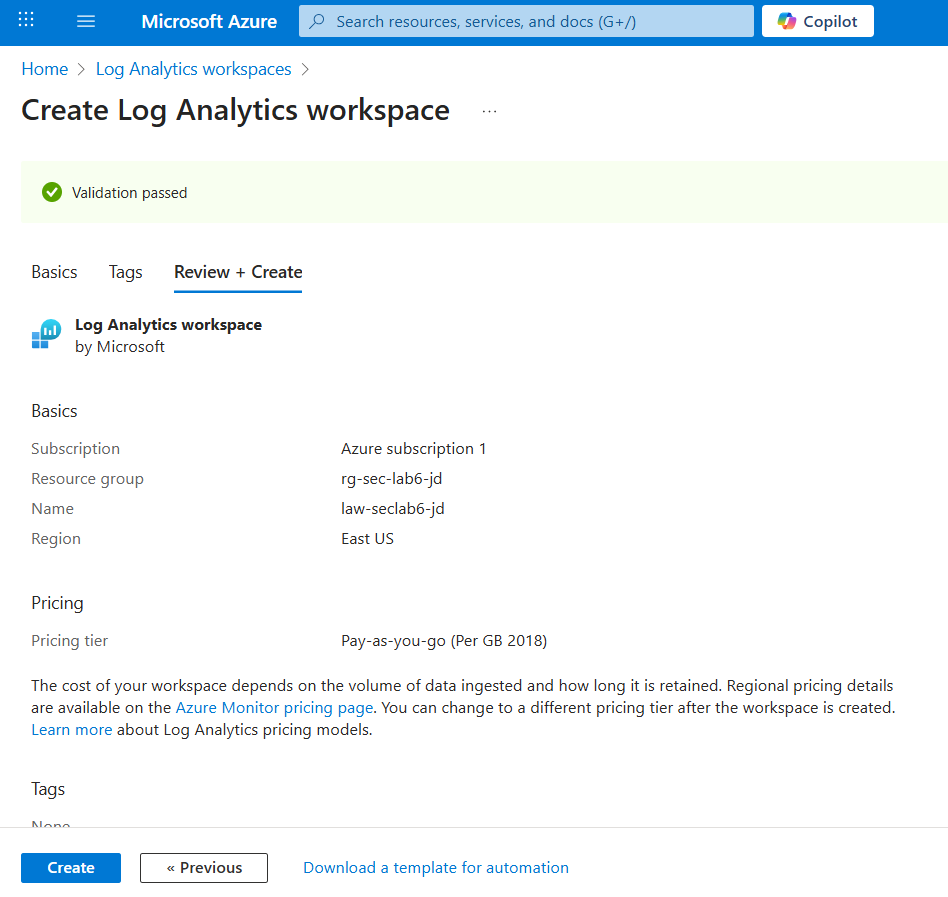 Microsoft Azure
Search resources, services, and docs (G+/)
Copilot
Home > Log Analytics workspaces >
Create Log Analytics workspace ...
Validation passed
Basics Tags Review + Create
Log Analytics workspace
by Microsoft
Basics
Subscription Azure subscription 1
Resource group rg-sec-lab6-jd
Name law-seclab6-jd
Region East US
Pricing
Pricing tier Pay-as-you-go (Per GB 2018)
The cost of your workspace depends on the volume of data ingested and how long it is retained. Regional pricing details
are available on the Azure Monitor pricing page. You can change to a different pricing tier after the workspace is created.
Learn more about Log Analytics pricing models.
Tags
None
Create « Previous Download a template for automation